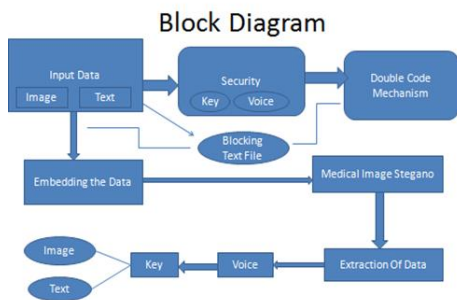 Block Diagram
Input Data
Image
Text
Security
Key
Voice
Double Code
Mechanism
Blocking
Text File
Embedding the Data
Medical Image Stegano
Image
Text
Key
Voice
Extraction Of Data